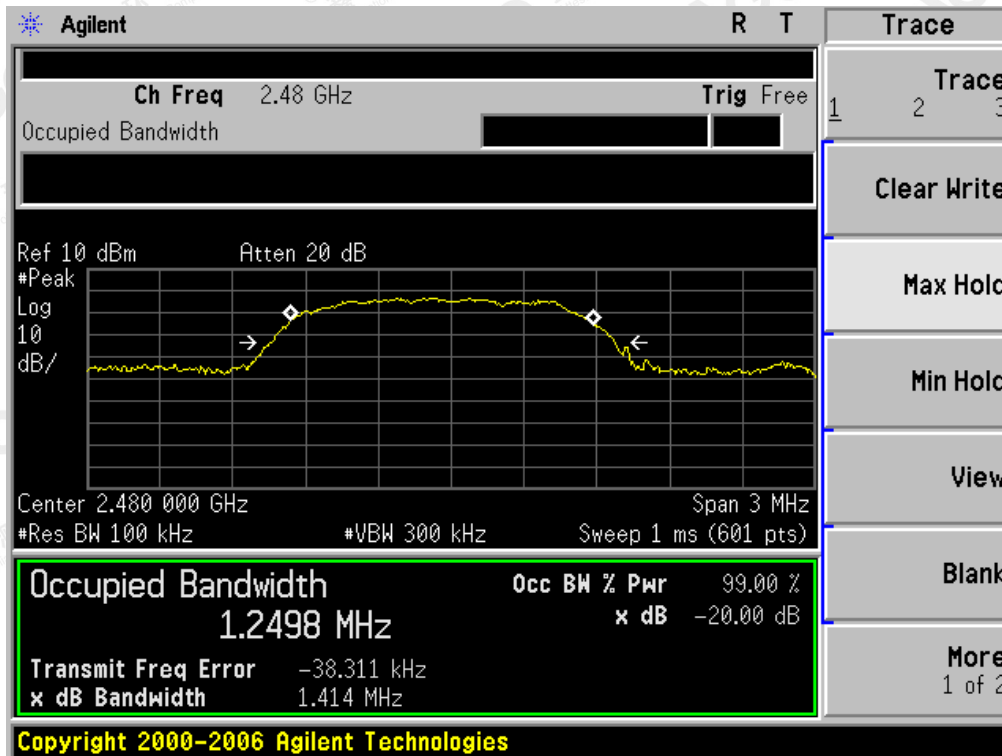 Agilent R T Trace
Ch Freq 2.48 GHz Trig Free
Occupied Bandwidth
Trace
1 2 3
Clear Write
Max Hold
Min Hold
View
Blank
More
1 of 2
Ref 10 dBm Atten 20 dB
#Peak
Log
10
dB/
Center 2.480 000 GHz Span 3 MHz
#Res BW 100 kHz #VBW 300 kHz Sweep 1 ms (601 pts)
Occupied Bandwidth
1.2498 MHz
Occ BW % Pwr 99.00 %
x dB -20.00 dB
Transmit Freq Error -38.311 kHz
x dB Bandwidth 1.414 MHz
Copyright 2000-2006 Agilent Technologies